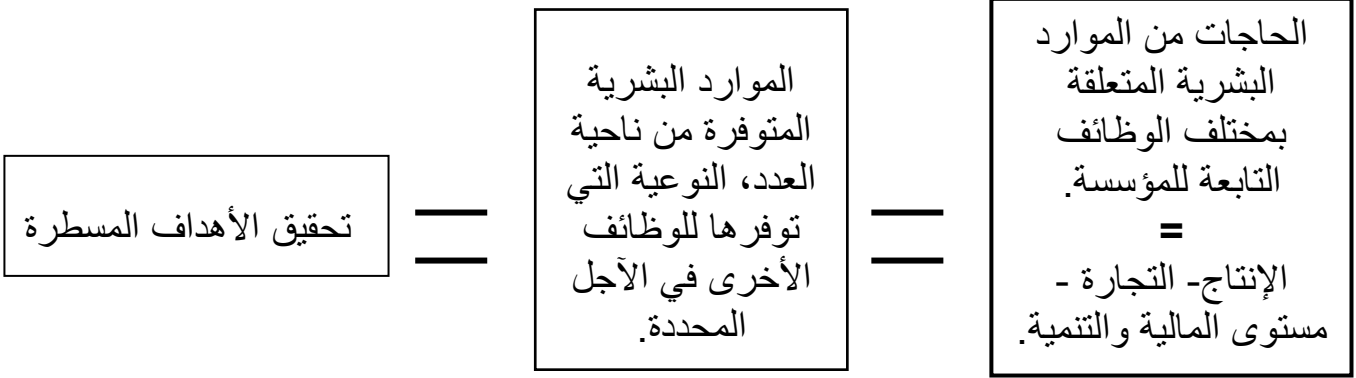 الحاجات من الموارد
البشرية المتعلقة
بمختلف الوظائف
التابعة للمؤسسة.
=
الإنتاج- التجارة -
مستوى المالية والتنمية.
=
الموارد البشرية
المتوفرة من ناحية
العدد، النوعية التي
توفرها للوظائف
الأخرى في الآجل
المحددة.
=
تحقيق الأهداف المسطرة